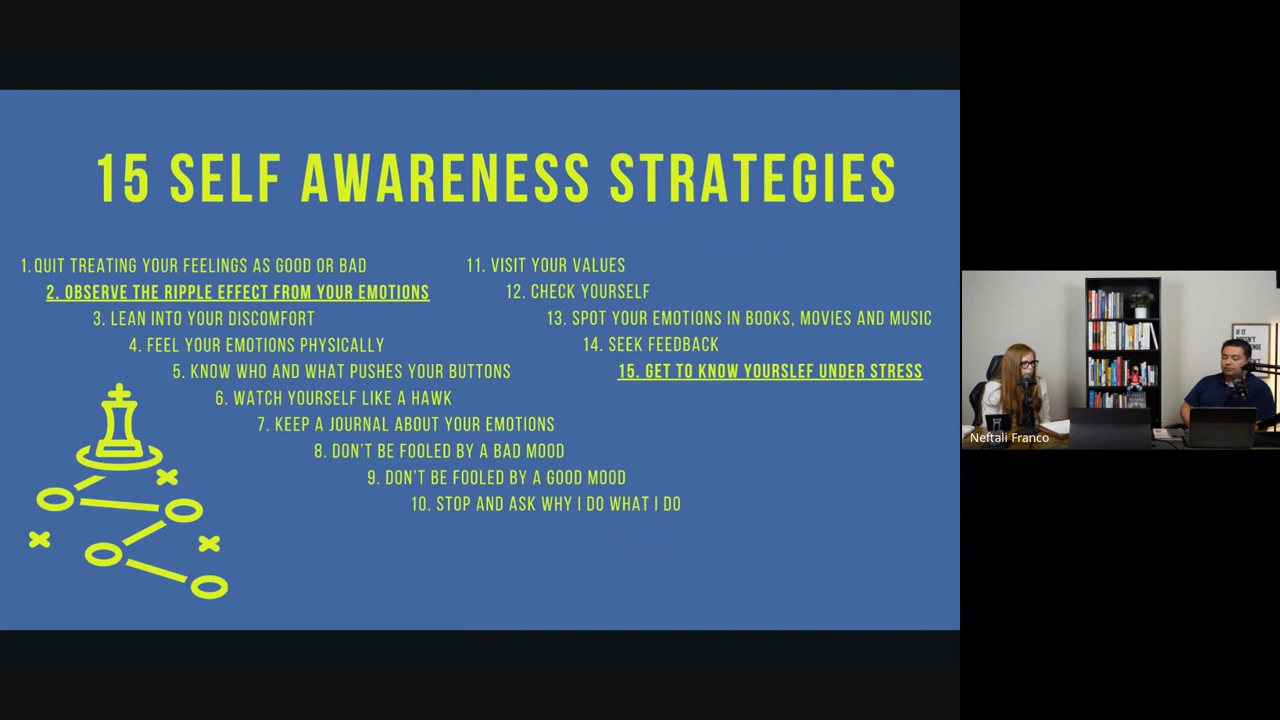 15 SELF AWARENESS STRATEGIES
1. QUIT TREATING YOUR FEELINGS AS GOOD OR BAD
2. OBSERVE THE RIPPLE EFFECT FROM YOUR EMOTIONS
3. LEAN INTO YOUR DISCOMFORT
4. FEEL YOUR EMOTIONS PHYSICALLY
5. KNOW WHO AND WHAT PUSHES YOUR BUTTONS
6. WATCH YOURSELF LIKE A HAWK
7. KEEP A JOURNAL ABOUT YOUR EMOTIONS
8. DON'T BE FOOLED BY A BAD MOOD
9. DON'T BE FOOLED BY A GOOD MOOD
10. STOP AND ASK WHY I DO WHAT I DO
11. VISIT YOUR VALUES
12. CHECK YOURSELF
13. SPOT YOUR EMOTIONS IN BOOKS, MOVIES AND MUSIC
14. SEEK FEEDBACK
15. GET TO KNOW YOURSLEF UNDER STRESS
IF IT
Neftali Franco